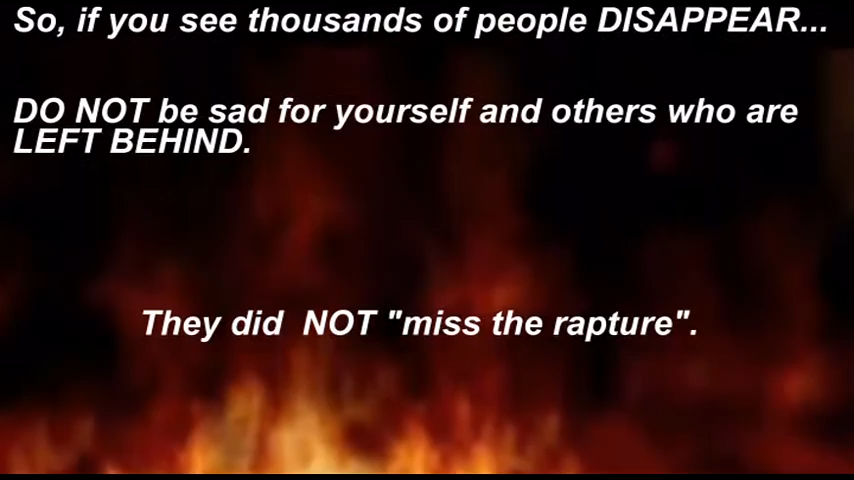 So, if you see thousands of people DISAPPEAR...
DO NOT be sad for yourself and others who are
LEFT BEHIND.
They did  NOT "miss the rapture".